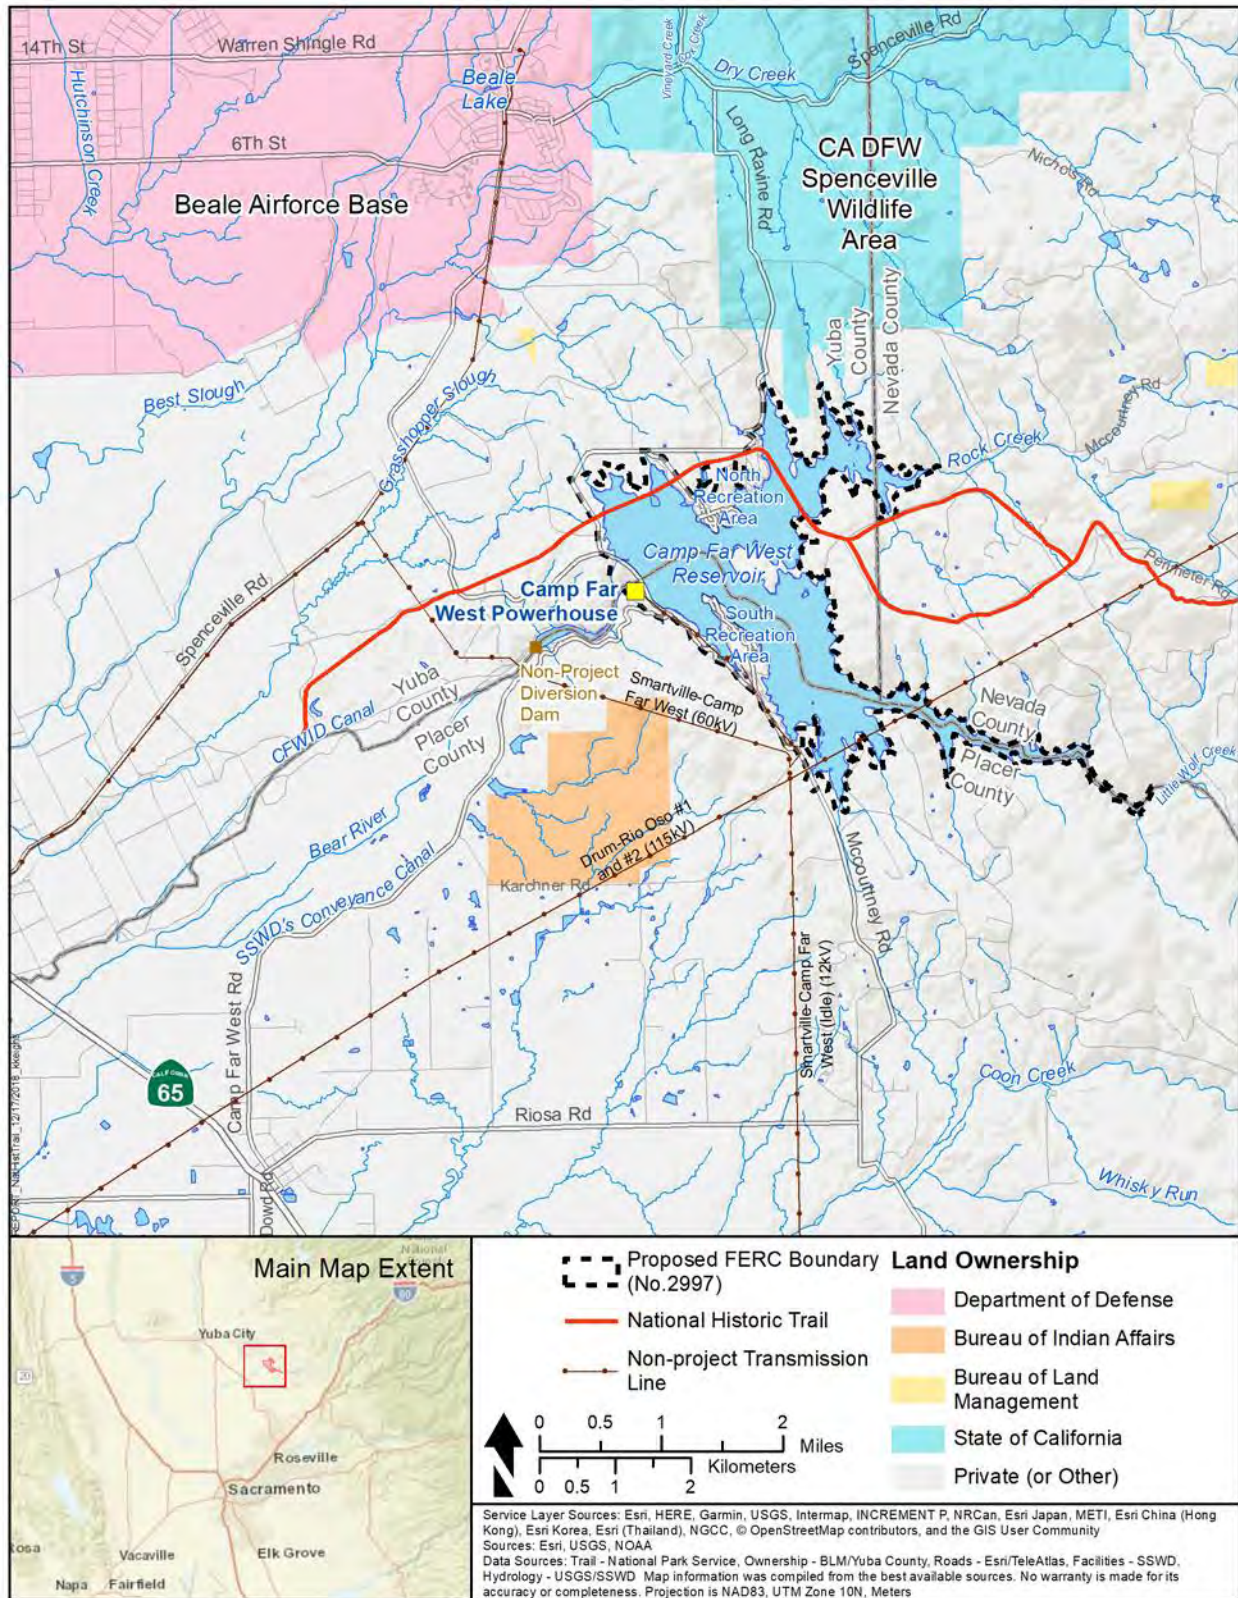 14Th St
Warren Shingle Rd
Beale
Lake
Hutchinson Creek
6Th St
Beale Airforce Base
Vineyard Creek
Cox Creek
Dry Creek
Spenceville Rd
Long Ravine Rd
CA DFW
Spenceville
Wildlife
Area
Nichols Rd
Yuba
County
Nevada County
Best Slough
Grasshopper Slough
Mccourtney Rd
Rock Creek
North
Recreation
Area
Camp Far West
Reservoir
Camp Far
West Powerhouse
South
Recreation
Area
Perimeter Rd
Spenceville Rd
Non-Project
Diversion
Dam
Yuba
County
Placer
County
CFWID Canal
Smartville-Camp
Far West (60kV)
Nevada
County
Placer
County
Little Wolf Creek
Bear River
SSWD's Conveyance Canal
Drum-Rio Oso #1
and #2 (115kV)
Karchner Rd
Mccourtney Rd
Smartville-Camp Far
West (Idle) (12kV)
Camp Far West Rd
CALIFORNIA
65
Riosa Rd
Coon Creek
Whisky Run
Dowd Rd
Main Map Extent
5
80
20
Yuba City
Roseville
Sacramento
Elk Grove
Vacaville
Napa
Fairfield
Proposed FERC Boundary
(No.2997)
National Historic Trail
Non-project Transmission
Line
0 0.5 1 2
Miles
Kilometers
0 0.5 1 2
N
Land Ownership
Department of Defense
Bureau of Indian Affairs
Bureau of Land
Management
State of California
Private (or Other)
Service Layer Sources: Esri, HERE, Garmin, USGS, Intermap, INCREMENT P, NRCan, Esri Japan, METI, Esri China (Hong
Kong), Esri Korea, Esri (Thailand), NGCC, © OpenStreetMap contributors, and the GIS User Community
Sources: Esri, USGS, NOAA
Data Sources: Trail - National Park Service, Ownership - BLM/Yuba County, Roads - Esri/TeleAtlas, Facilities - SSWD,
Hydrology - USGS/SSWD Map information was compiled from the best available sources. No warranty is made for its
accuracy or completeness. Projection is NAD83, UTM Zone 10N, Meters